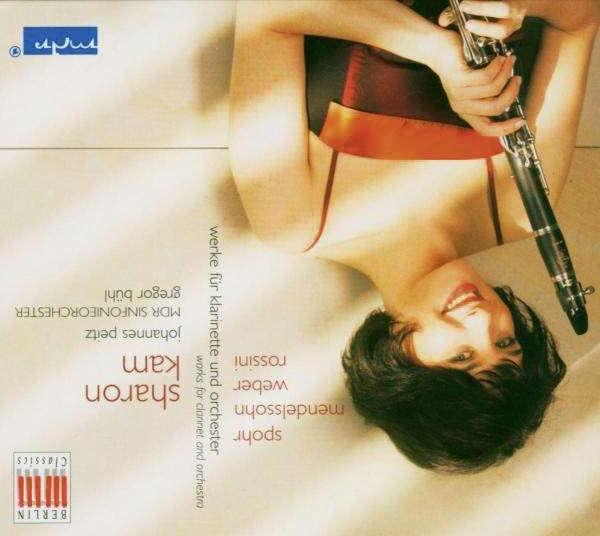 BERLIN
Classics
spohr
mendelssohn
weber
rossini
works for clarinet and orchestra
werke für klarinette und orchester
sharon
kam
johannes peitz
MDR SINFONIEORCHESTER
gregor bühl
mdr